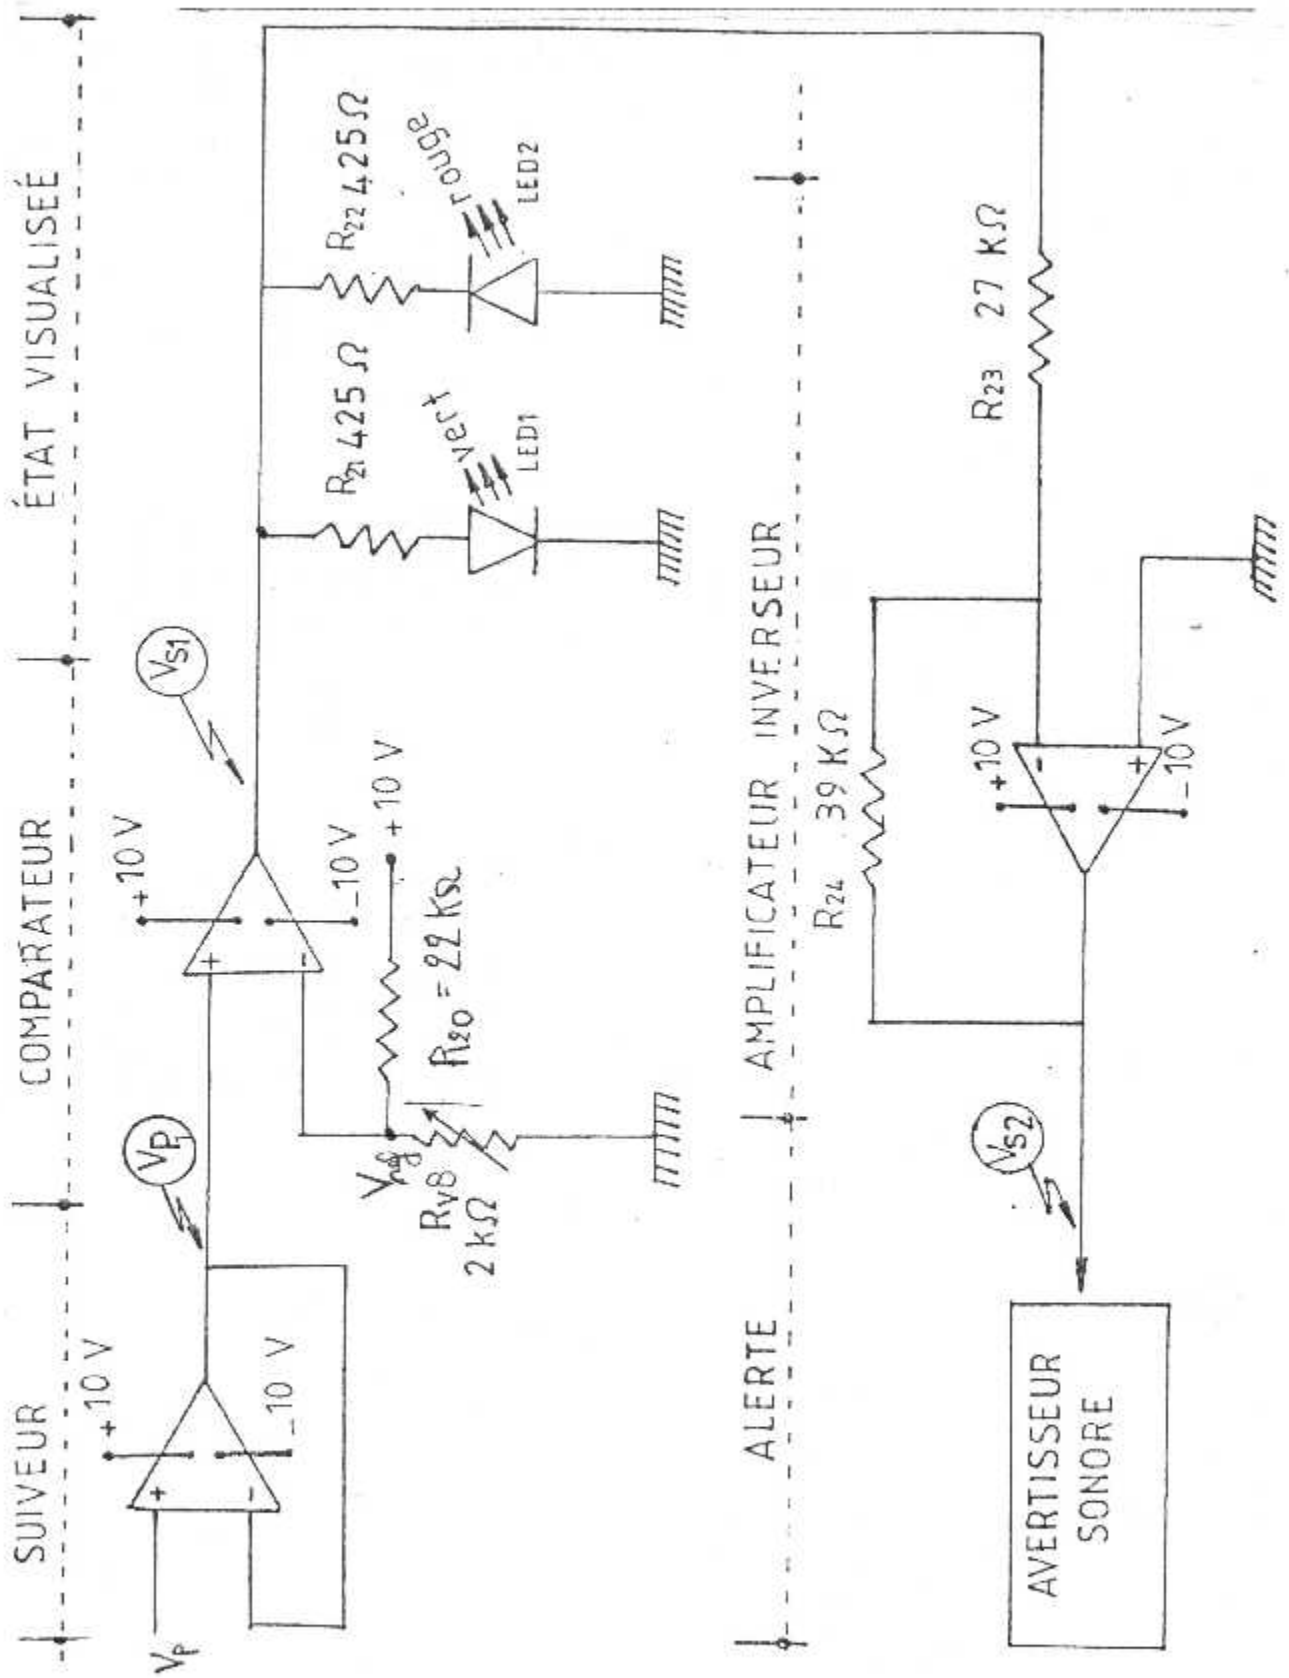 SUIVEUR
COMPARATEUR
ÉTAT VISUALISÉE
+10 V
-10 V
+
-
VP
VP
+10 V
-10 V
+
-
VS1
+10 V
R20 = 22 KΩ
Vréf
RV8
2 kΩ
R21 425 Ω
vert
LED1
R22 425 Ω
rouge
LED2
ALERTE
AMPLIFICATEUR INVERSEUR
AVERTISSEUR
SONORE
VS2
R24 39 KΩ
+10 V
-10 V
-
+
R23 27 KΩ